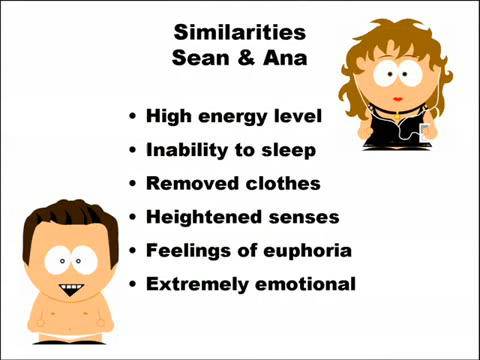 Similarities
Sean & Ana
• High energy level
• Inability to sleep
• Removed clothes
• Heightened senses
• Feelings of euphoria
• Extremely emotional